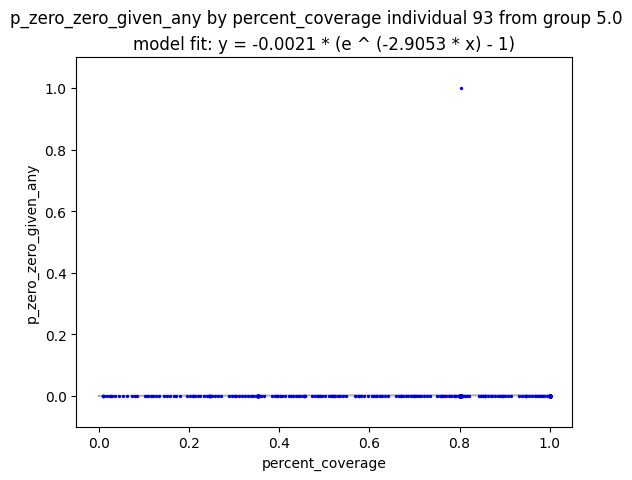 p_zero_zero_given_any by percent_coverage individual 93 from group 5.0
model fit: y = -0.0021 * (e ^ (-2.9053 * x) - 1)
1.0
0.8
0.6
0.4
0.2
0.0
p_zero_zero_given_any
0.0 0.2 0.4 0.6 0.8 1.0
percent_coverage